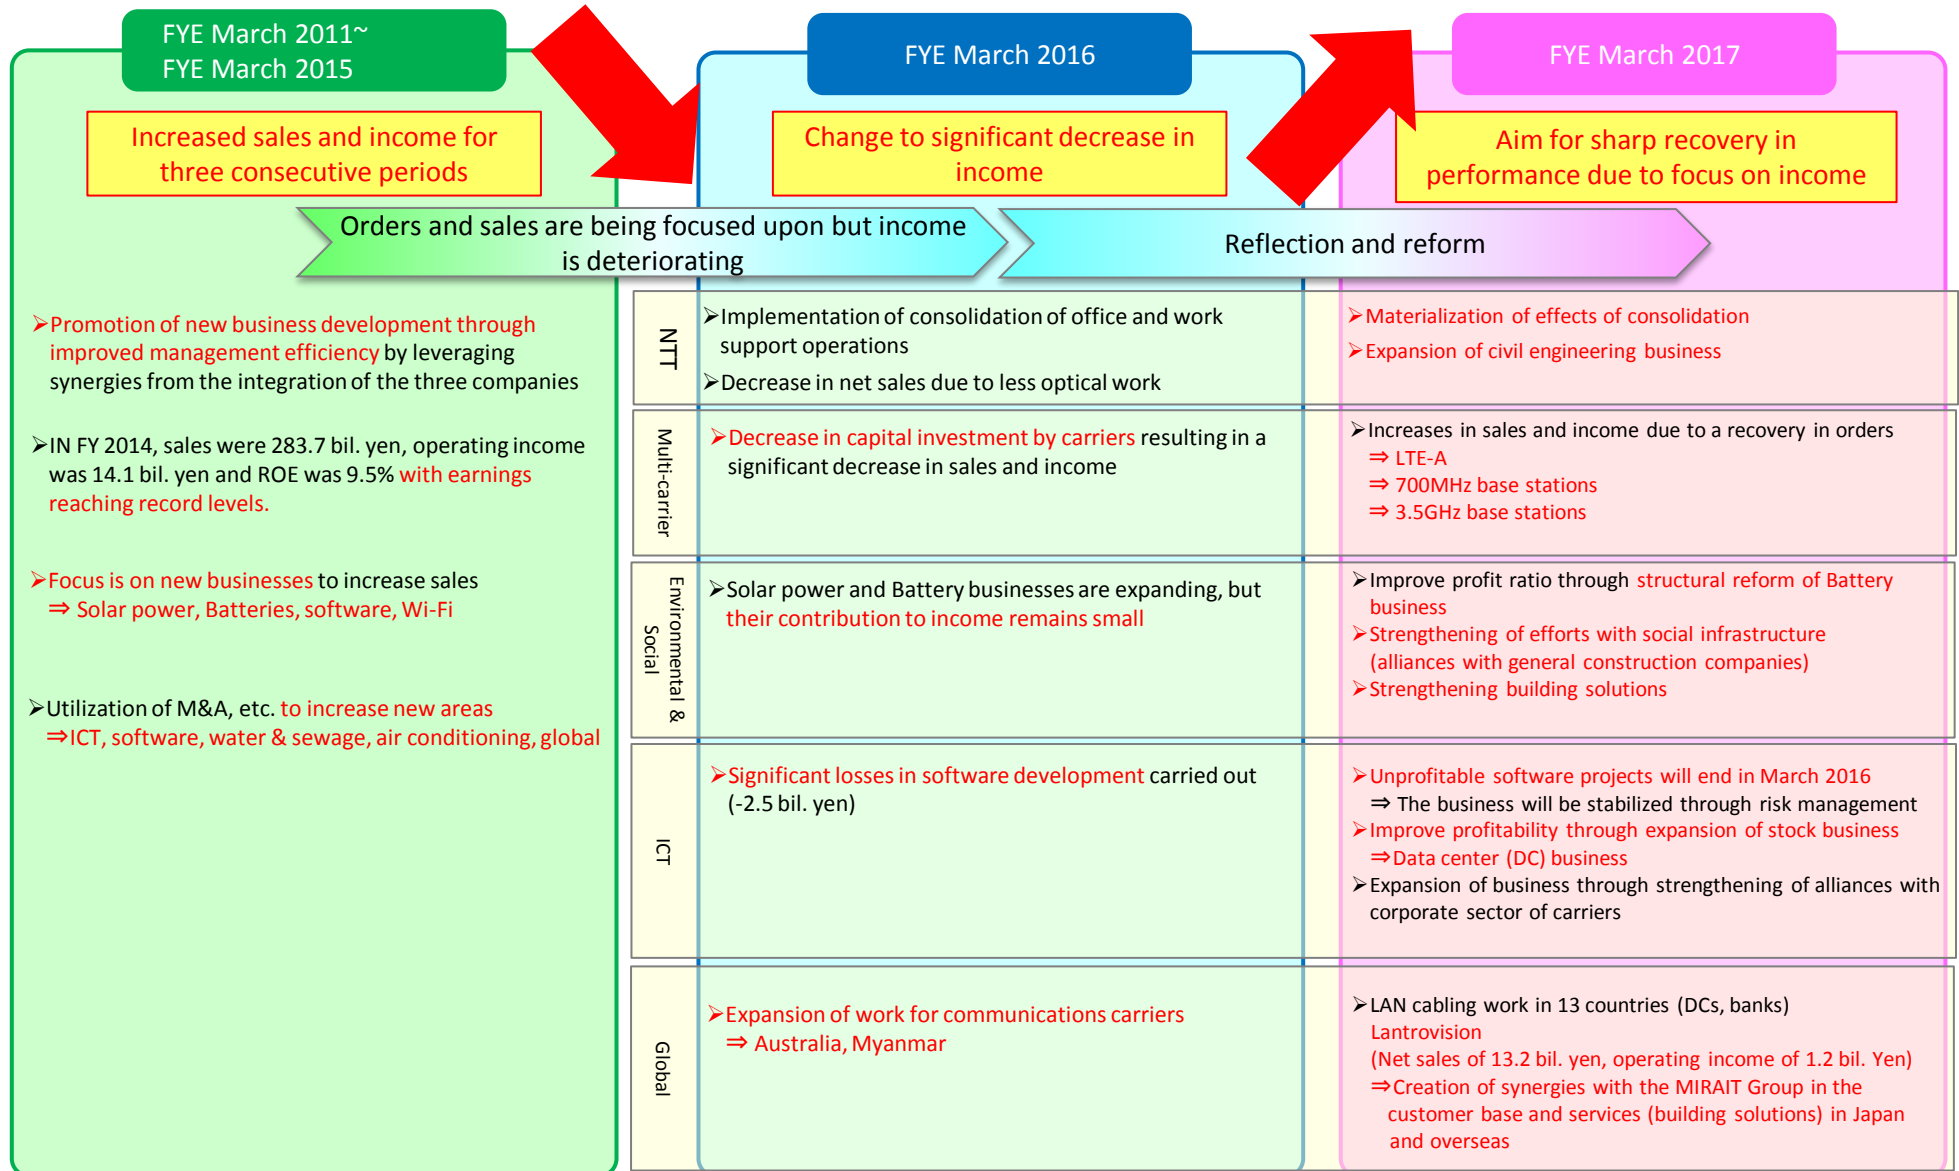 FYE March 2011~
FYE March 2015
Increased sales and income for
three consecutive periods
FYE March 2016
Change to significant decrease in
income
FYE March 2017
Aim for sharp recovery in
performance due to focus on income
Orders and sales are being focused upon but income
is deteriorating
Reflection and reform
➢Promotion of new business development through
improved management efficiency by leveraging
synergies from the integration of the three companies
➢IN FY 2014, sales were 283.7 bil. yen, operating income
was 14.1 bil. yen and ROE was 9.5% with earnings
reaching record levels.
➢Focus is on new businesses to increase sales
⇒ Solar power, Batteries, software, Wi-Fi
➢Utilization of M&A, etc. to increase new areas
⇒ICT, software, water & sewage, air conditioning, global
NTT
➢Implementation of consolidation of office and work
support operations
➢Decrease in net sales due to less optical work
➢Materialization of effects of consolidation
➢Expansion of civil engineering business
Multi-carrier
➢Decrease in capital investment by carriers resulting in a
significant decrease in sales and income
➢Increases in sales and income due to a recovery in orders
⇒ LTE-A
⇒ 700MHz base stations
⇒ 3.5GHz base stations
Environmental &
Social
➢Solar power and Battery businesses are expanding, but
their contribution to income remains small
➢Improve profit ratio through structural reform of Battery
business
➢Strengthening of efforts with social infrastructure
(alliances with general construction companies)
➢Strengthening building solutions
ICT
➢Significant losses in software development carried out
(-2.5 bil. yen)
➢Unprofitable software projects will end in March 2016
⇒ The business will be stabilized through risk management
➢Improve profitability through expansion of stock business
⇒Data center (DC) business
➢Expansion of business through strengthening of alliances with
corporate sector of carriers
Global
➢Expansion of work for communications carriers
⇒ Australia, Myanmar
➢LAN cabling work in 13 countries (DCs, banks)
Lantrovision
(Net sales of 13.2 bil. yen, operating income of 1.2 bil. Yen)
⇒Creation of synergies with the MIRAIT Group in the
customer base and services (building solutions) in Japan
and overseas